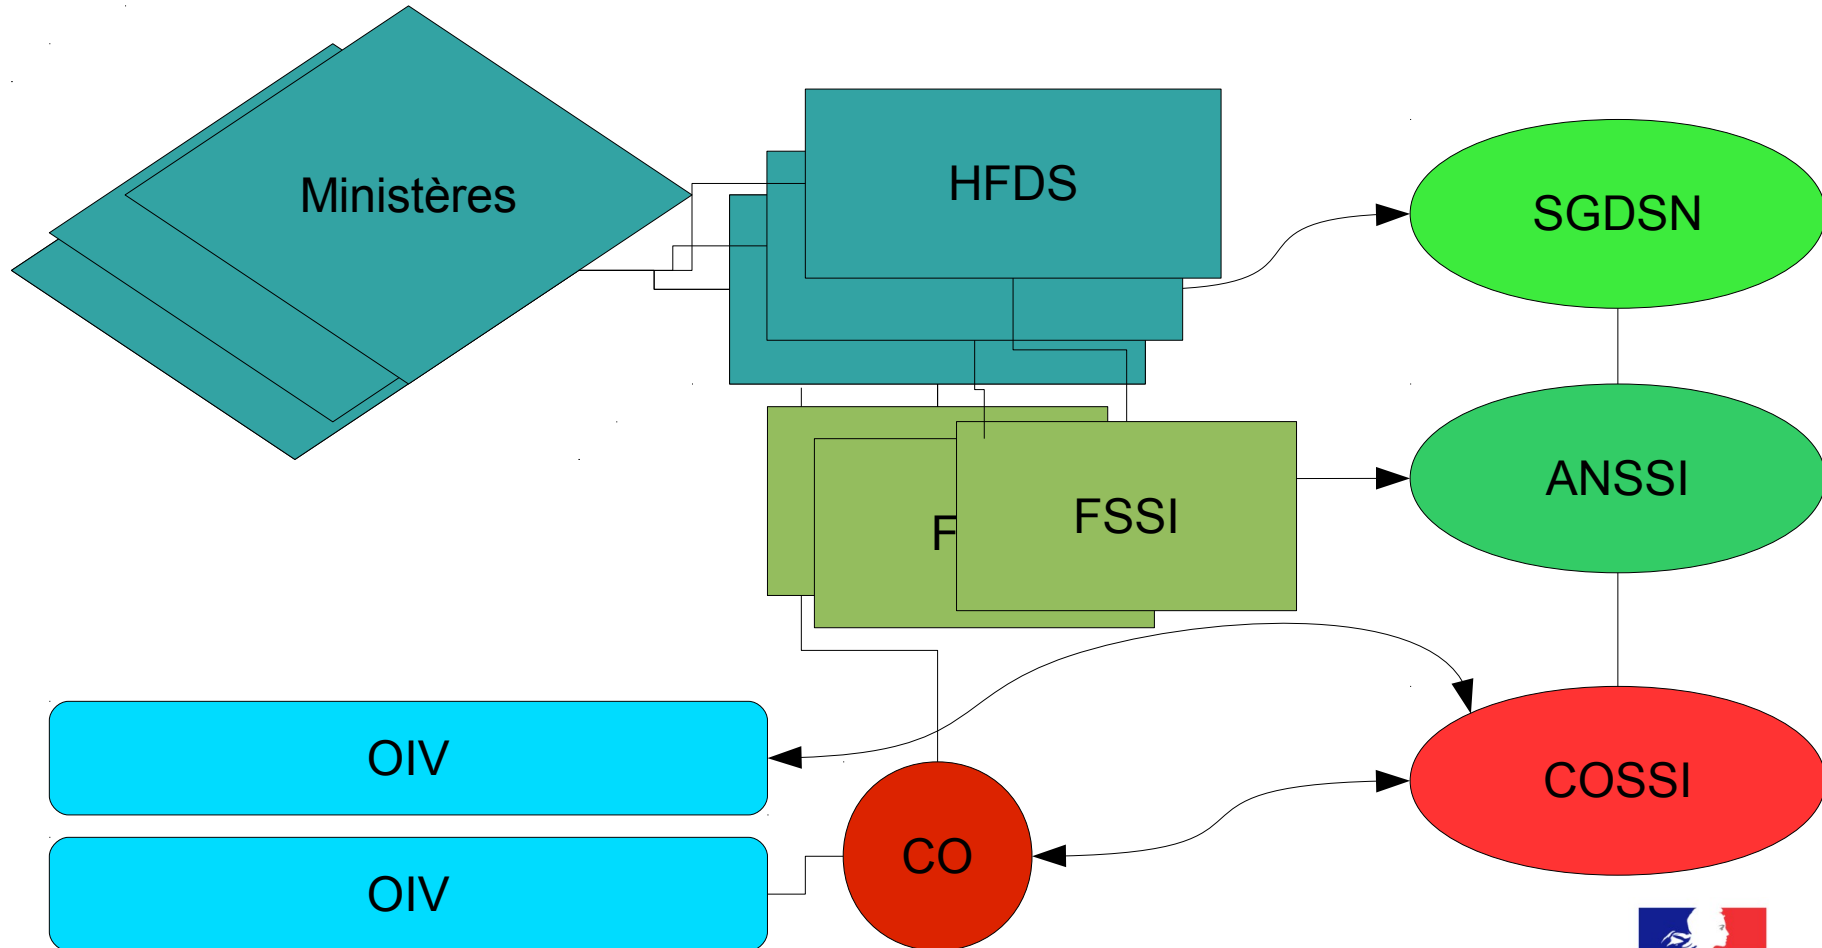 Ministères
HFDS
SGDSN
ANSSI
F
FSSI
OIV
COSSI
CO
OIV